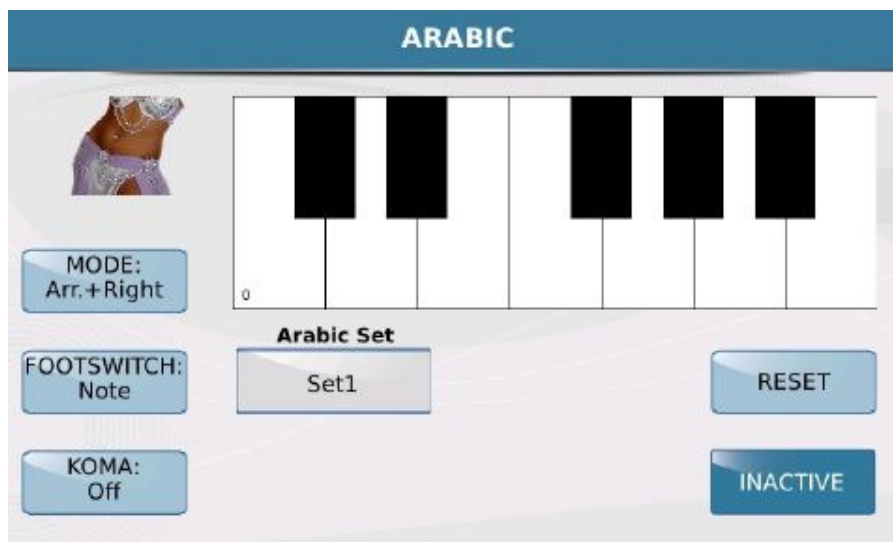 ARABIC
MODE:
Arr.+Right
0
Arabic Set
FOOTSWITCH:
Note
Set1
RESET
KOMA:
Off
INACTIVE